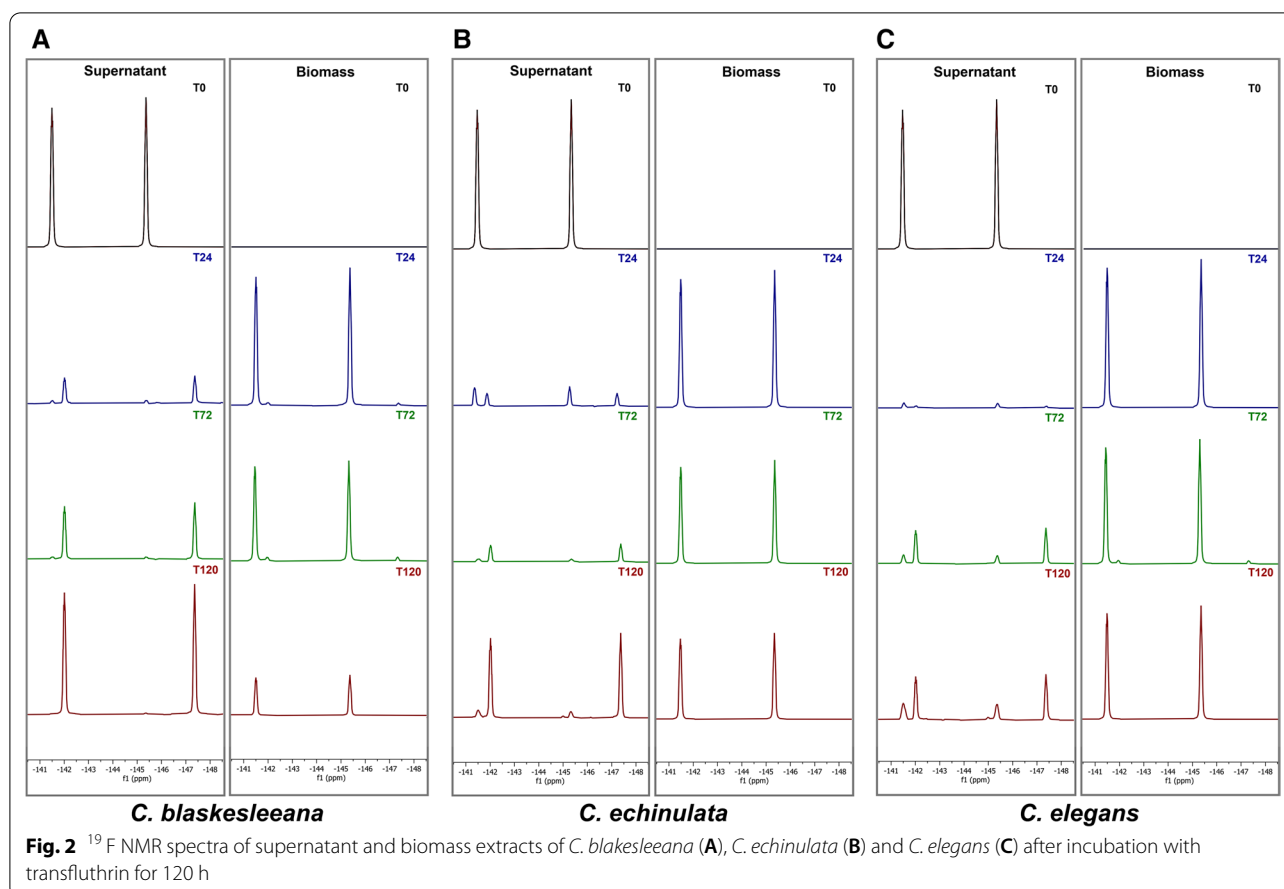 A
B
C
Supernatant
Biomass
Supernatant
Biomass
Supernatant
Biomass
T0
T0
T0
T0
T0
T0
T24
T24
T24
T24
T24
T24
T72
T72
T72
T72
T72
T72
T120
T120
T120
T120
T120
T120
-141 -142 -143 -144 -145 -146 -147 -148
f1 (ppm)
-141 -142 -143 -144 -145 -146 -147 -148
f1 (ppm)
-141 -142 -143 -144 -145 -146 -147 -148
f1 (ppm)
-141 -142 -143 -144 -145 -146 -147 -148
f1 (ppm)
-141 -142 -143 -144 -145 -146 -147 -148
f1 (ppm)
-141 -142 -143 -144 -145 -146 -147 -148
f1 (ppm)
C. blaskesleeana
C. echinulata
C. elegans
Fig. 2 ¹⁹F NMR spectra of supernatant and biomass extracts of C. blakesleeana (A), C. echinulata (B) and C. elegans (C) after incubation with
transfluthrin for 120 h